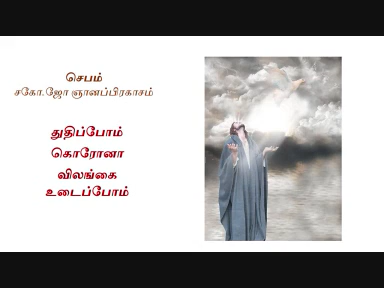 செபம்
சகோ.ஜோ ஞானப்பிரகாசம்
துதிப்போம்
கொரோனா
விலங்கை
உடைப்போம்